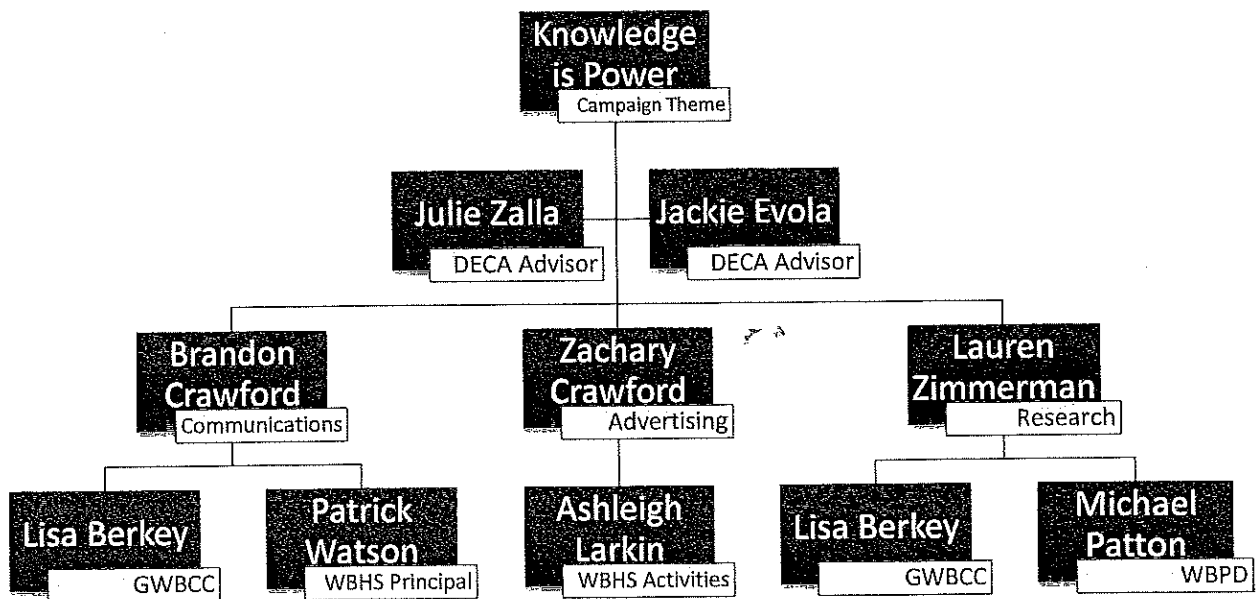 Knowledge
is Power
Campaign Theme
Julie Zalla
DECA Advisor
Jackie Evola
DECA Advisor
Brandon
Crawford
Communications
Zachary
Crawford
Advertising
Lauren
Zimmerman
Research
Lisa Berkey
GWBCC
Patrick
Watson
WBHS Principal
Ashleigh
Larkin
WBHS Activities
Lisa Berkey
GWBCC
Michael
Patton
WBPD